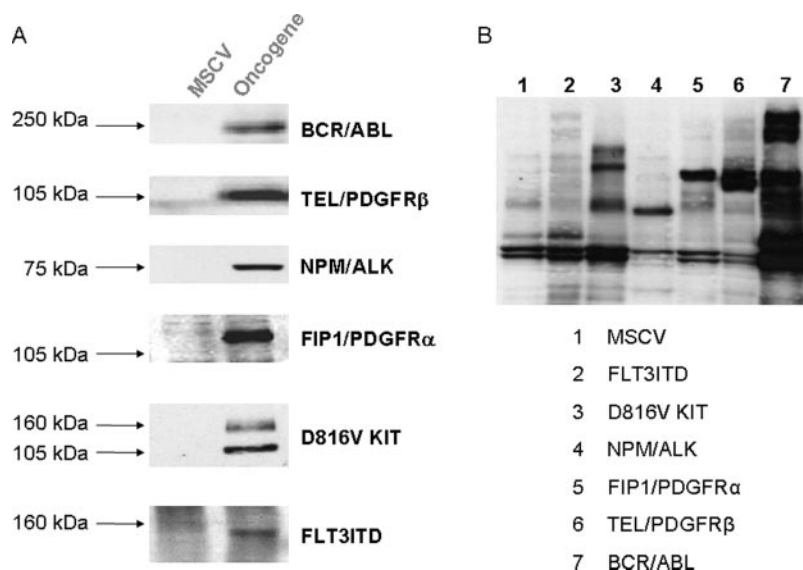 A
MSCV
Oncogene
250 kDa
BCR/ABL
105 kDa
TEL/PDGFRβ
75 kDa
NPM/ALK
FIP1/PDGFRα
105 kDa
160 kDa
D816V KIT
105 kDa
160 kDa
FLT3ITD
B
1 2 3 4 5 6 7
1 MSCV
2 FLT3ITD
3 D816V KIT
4 NPM/ALK
5 FIP1/PDGFRα
6 TEL/PDGFRβ
7 BCR/ABL